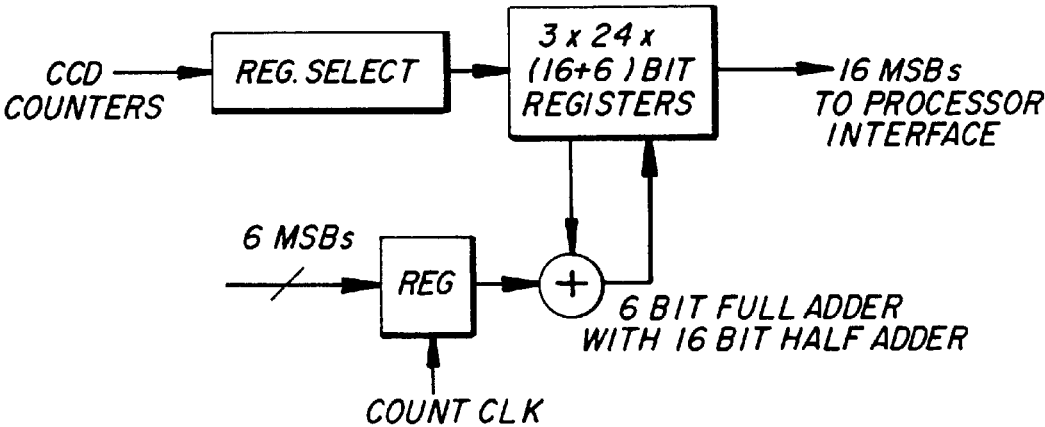 CCD
COUNTERS
REG. SELECT
3 x 24 x
(16+6) BIT
REGISTERS
16 MSBs
TO PROCESSOR
INTERFACE
6 MSBs
REG
+
6 BIT FULL ADDER
WITH 16 BIT HALF ADDER
COUNT CLK